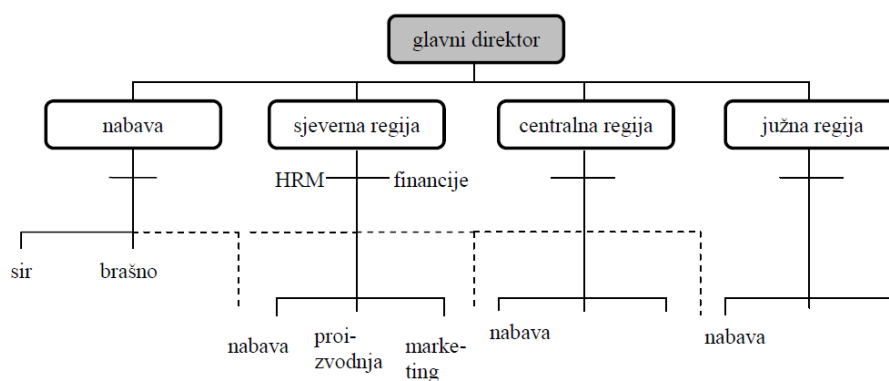 glavni direktor
nabava
sjeverna regija
centralna regija
južna regija
HRM
financije
sir
brašno
nabava
proi-
zvodnja
marke-
ting
nabava
nabava